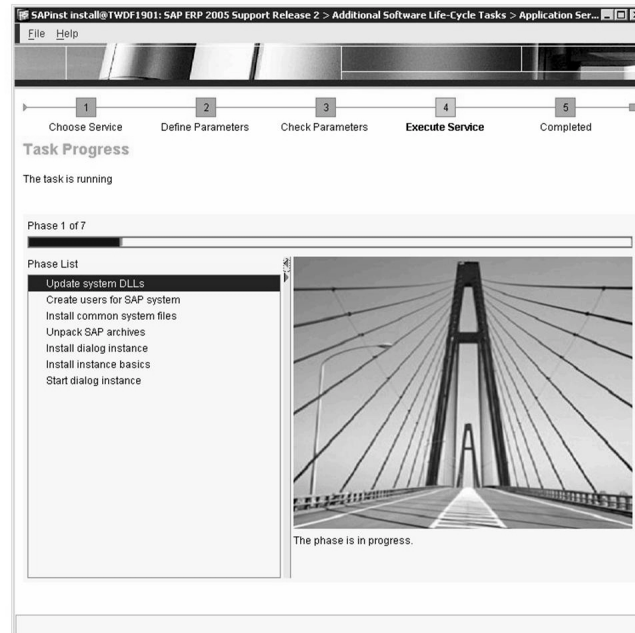 SAPinst install@TWDF1901: SAP ERP 2005 Support Release 2 > Additional Software Life-Cycle Tasks > Application Ser...
File Help
1 2 3 4 5
Choose Service Define Parameters Check Parameters Execute Service Completed
Task Progress
The task is running
Phase 1 of 7
Phase List
Update system DLLs
Create users for SAP system
Install common system files
Unpack SAP archives
Install dialog instance
Install instance basics
Start dialog instance
The phase is in progress.